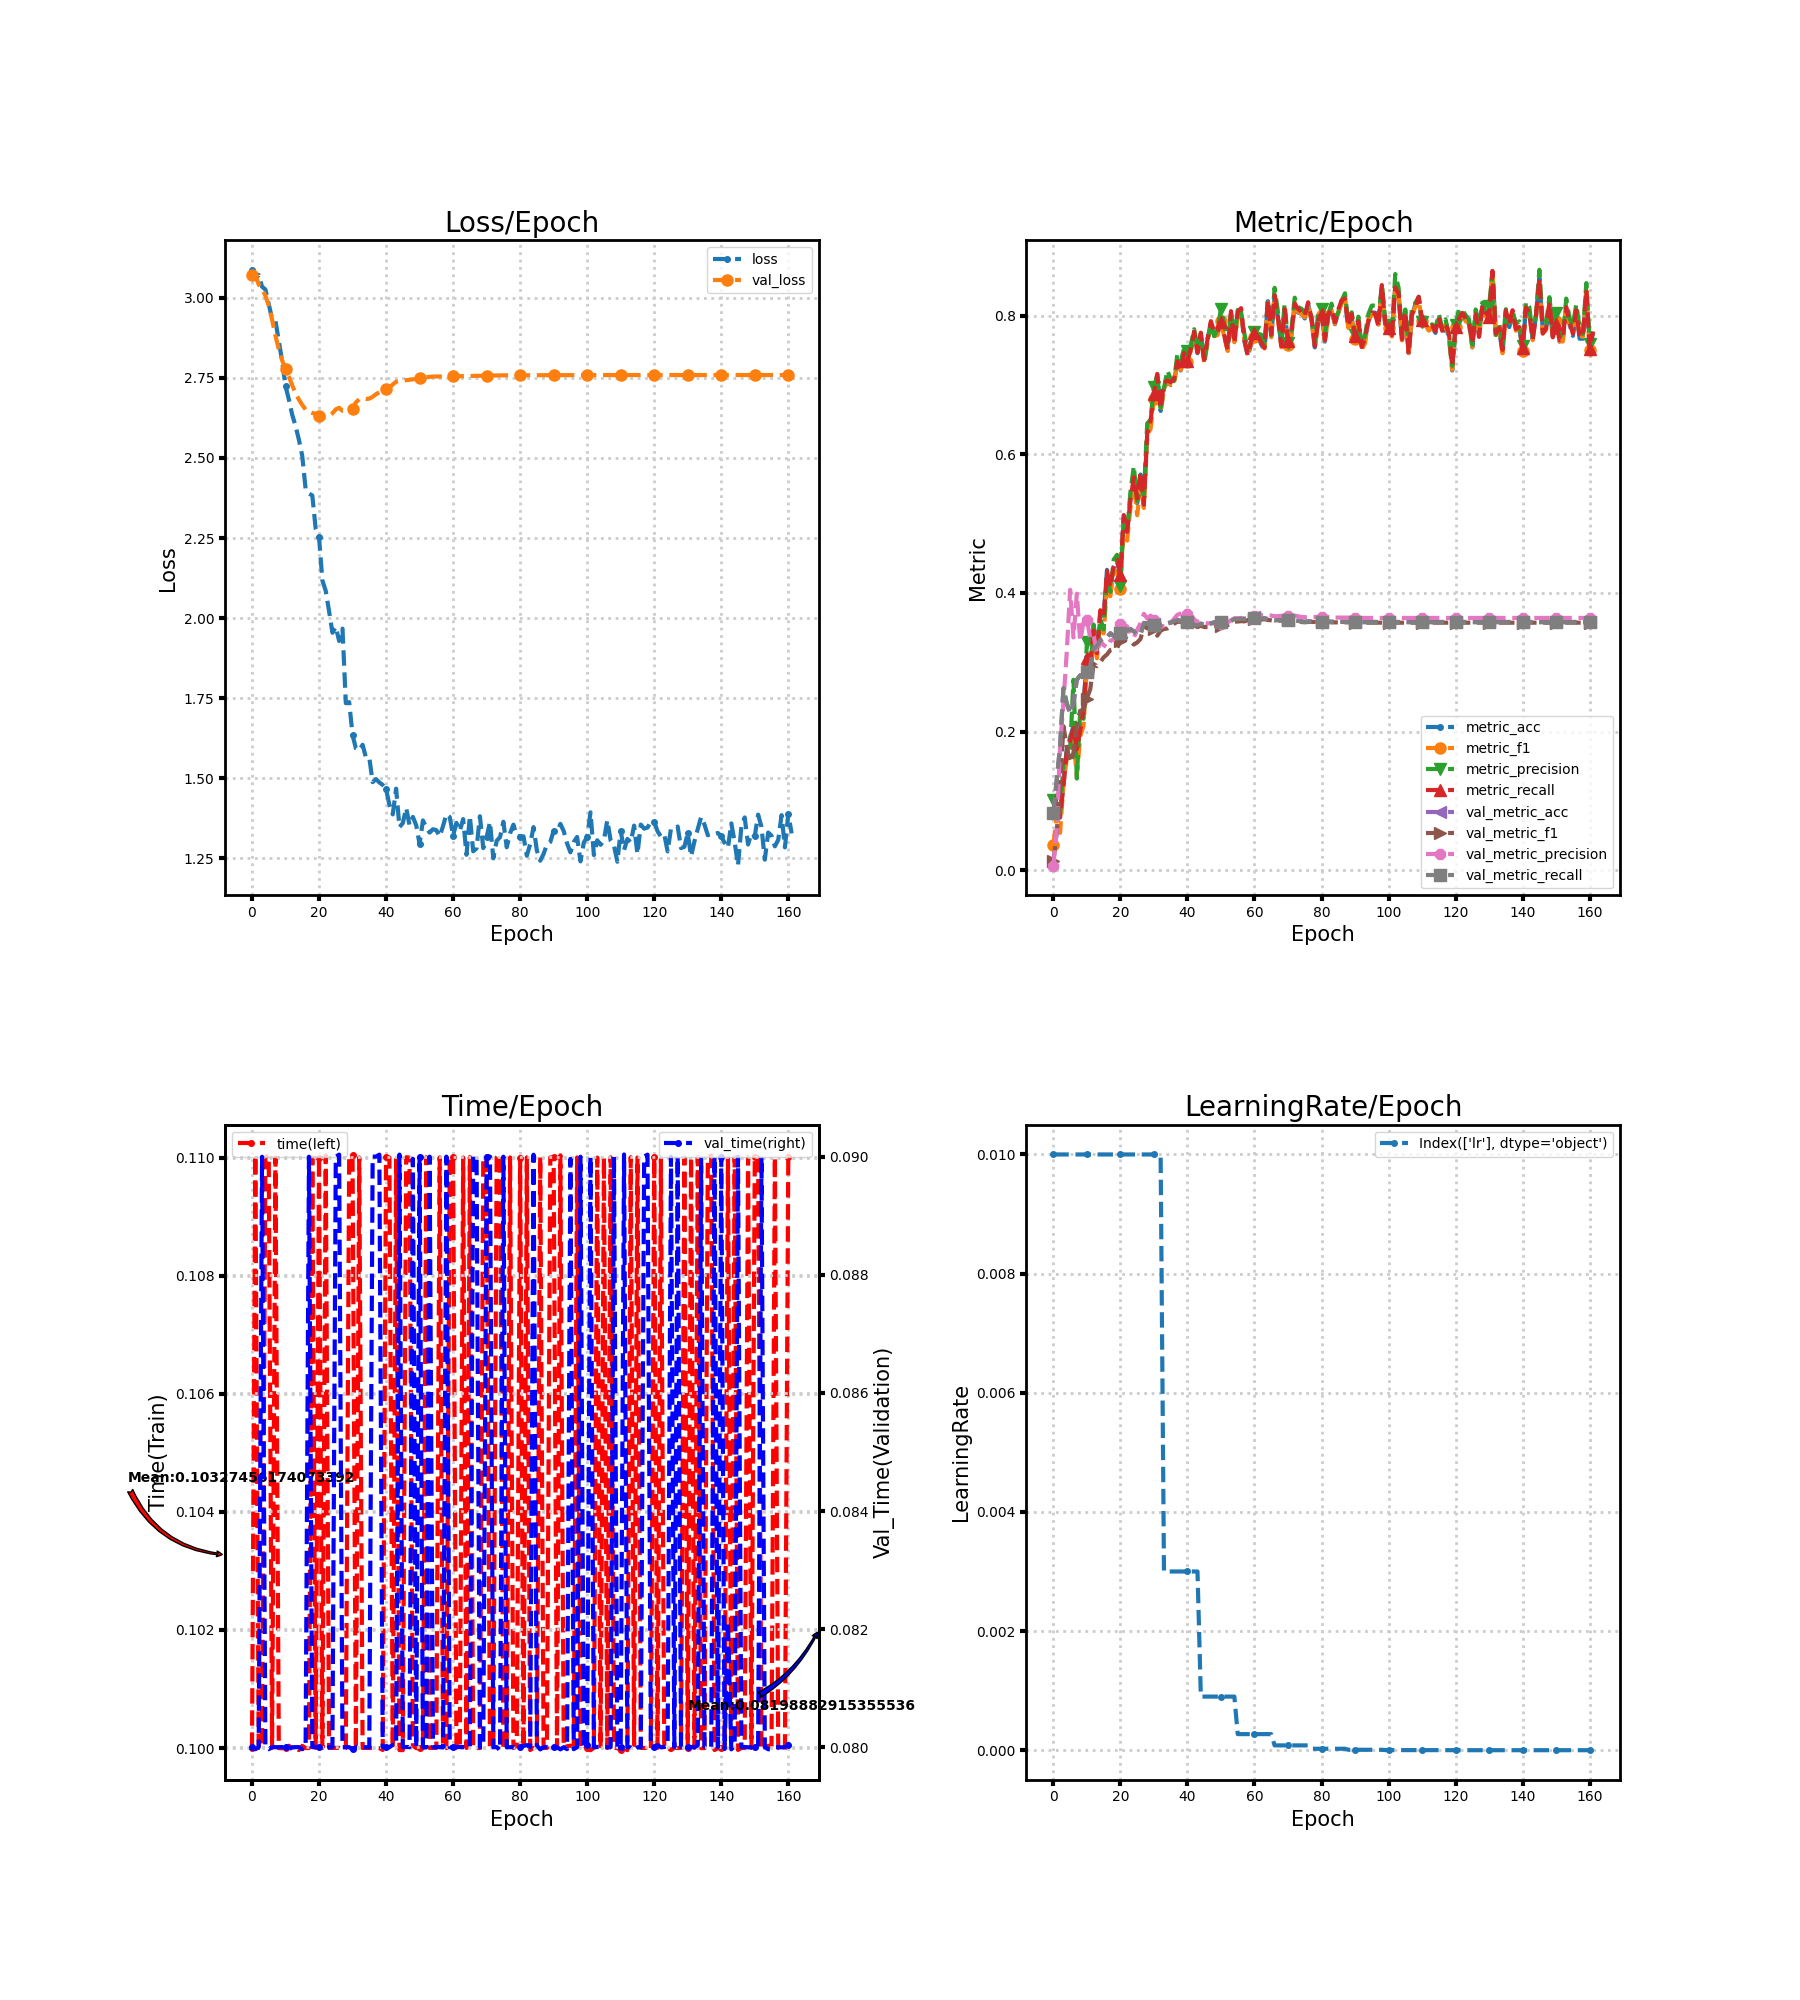 Loss/Epoch
loss
val_loss
3.00
2.75
2.50
2.25
2.00
1.75
1.50
1.25
Loss
0 20 40 60 80 100 120 140 160
Epoch
Metric/Epoch
0.8
0.6
0.4
0.2
0.0
Metric
metric_acc
metric_f1
metric_precision
metric_recall
val_metric_acc
val_metric_f1
val_metric_precision
val_metric_recall
0 20 40 60 80 100 120 140 160
Epoch
Time/Epoch
time(left)
val_time(right)
0.110
0.108
0.106
0.104
0.102
0.100
Time(Train)
0.090
0.088
0.086
0.084
0.082
0.080
Val_Time(Validation)
Mean:0.08198882915355536
0 20 40 60 80 100 120 140 160
Epoch
LearningRate/Epoch
Index(['lr'], dtype='object')
0.010
0.008
0.006
0.004
0.002
0.000
LearningRate
0 20 40 60 80 100 120 140 160
Epoch